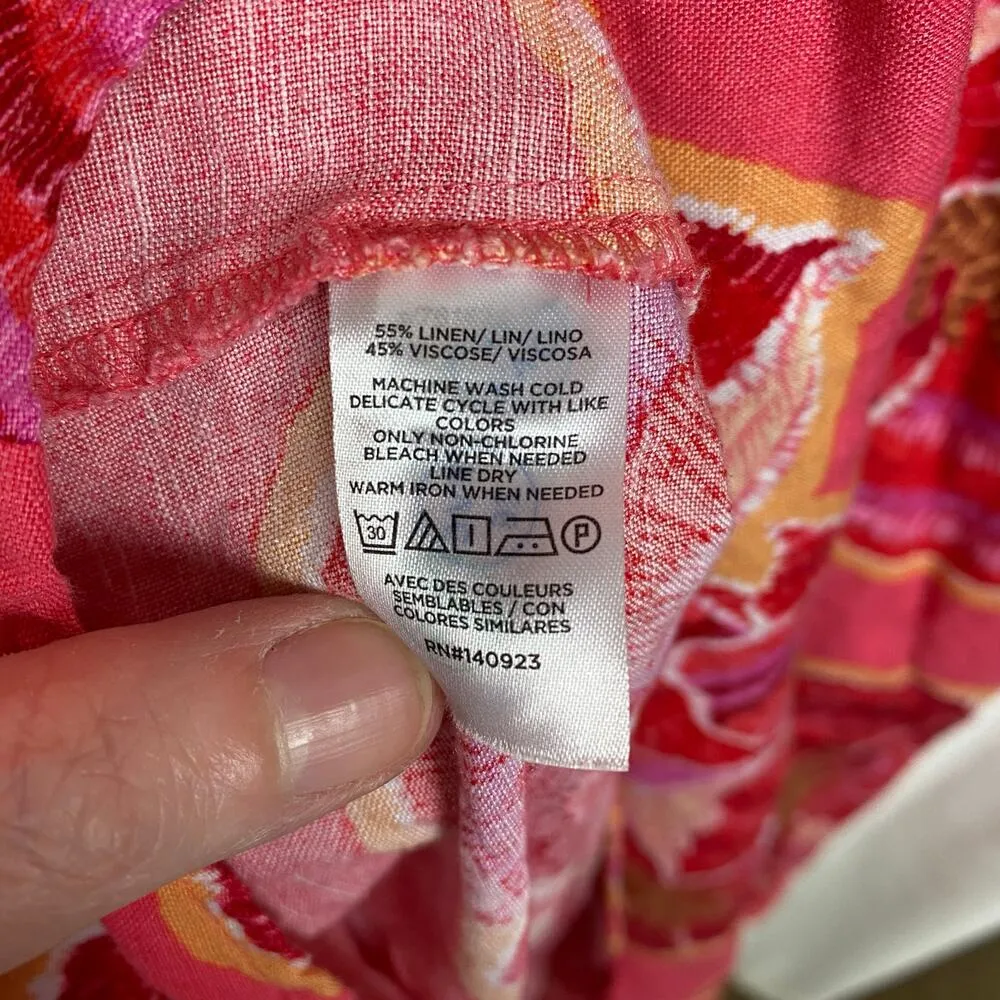 55% LINEN/ LIN/ LINO
45% VISCOSE/ VISCOSA
MACHINE WASH COLD
DELICATE CYCLE WITH LIKE
COLORS
ONLY NON-CHLORINE
BLEACH WHEN NEEDED
LINE DRY
WARM IRON WHEN NEEDED
30 P
AVEC DES COULEURS
SEMBLABLES / CON
COLORES SIMILARES
RN#140923